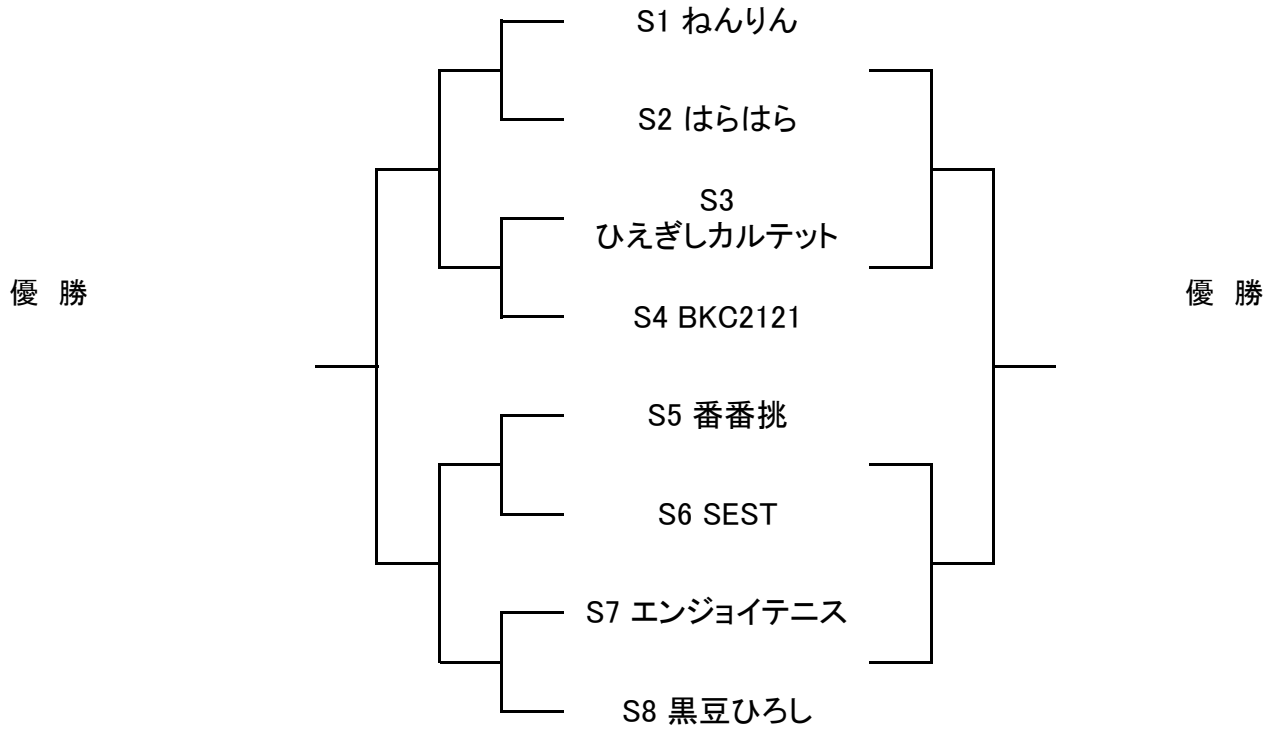 S1 ねんりん
S2 はらはら
S3
ひえぎしカルテット
優 勝
優 勝
S4 BKC2121
S5 番番挑
S6 SEST
S7 エンジョイテニス
S8 黒豆ひろし